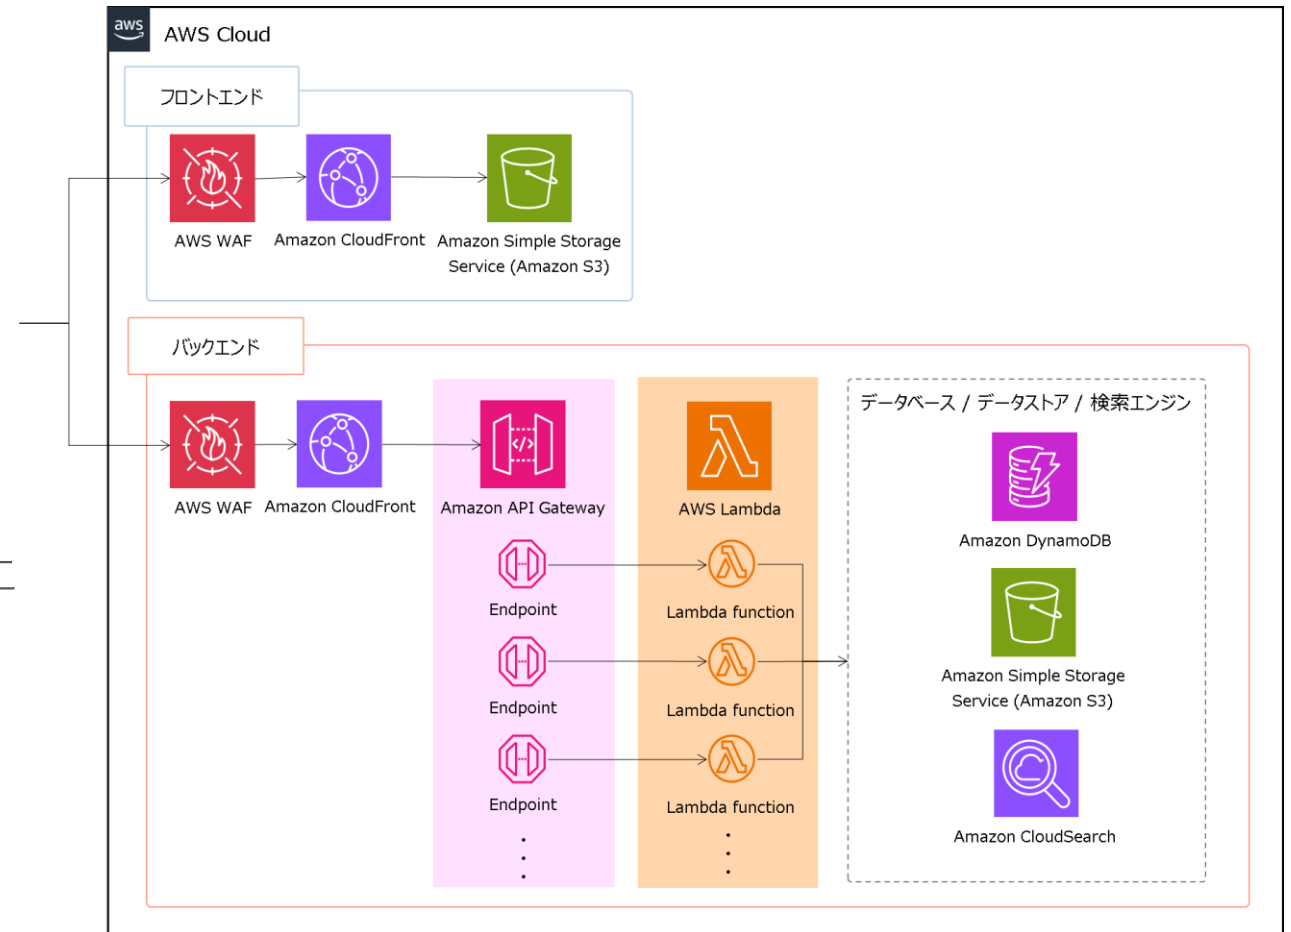 aws
AWS Cloud
フロントエンド
AWS WAF
Amazon CloudFront
Amazon Simple Storage
Service (Amazon S3)
バックエンド
AWS WAF
Amazon CloudFront
Amazon API Gateway
Endpoint
Endpoint
Endpoint
AWS Lambda
Lambda function
Lambda function
Lambda function
データベース / データストア / 検索エンジン
Amazon DynamoDB
Amazon Simple Storage
Service (Amazon S3)
Amazon CloudSearch